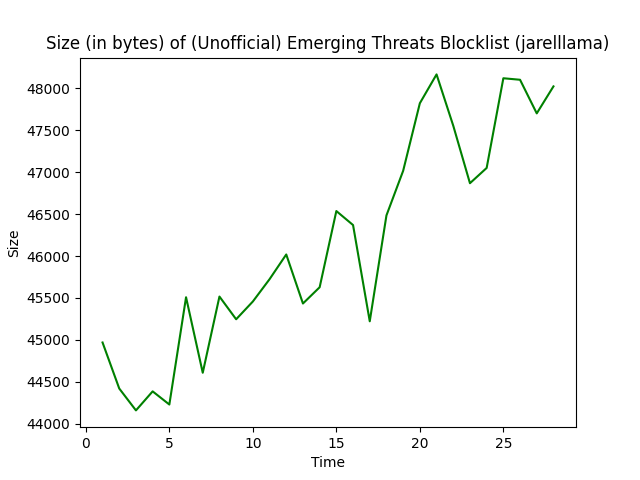 Size (in bytes) of (Unofficial) Emerging Threats Blocklist (jarelllama)
48000
47500
47000
46500
46000
45500
45000
44500
44000
Size
0 5 10 15 20 25
Time